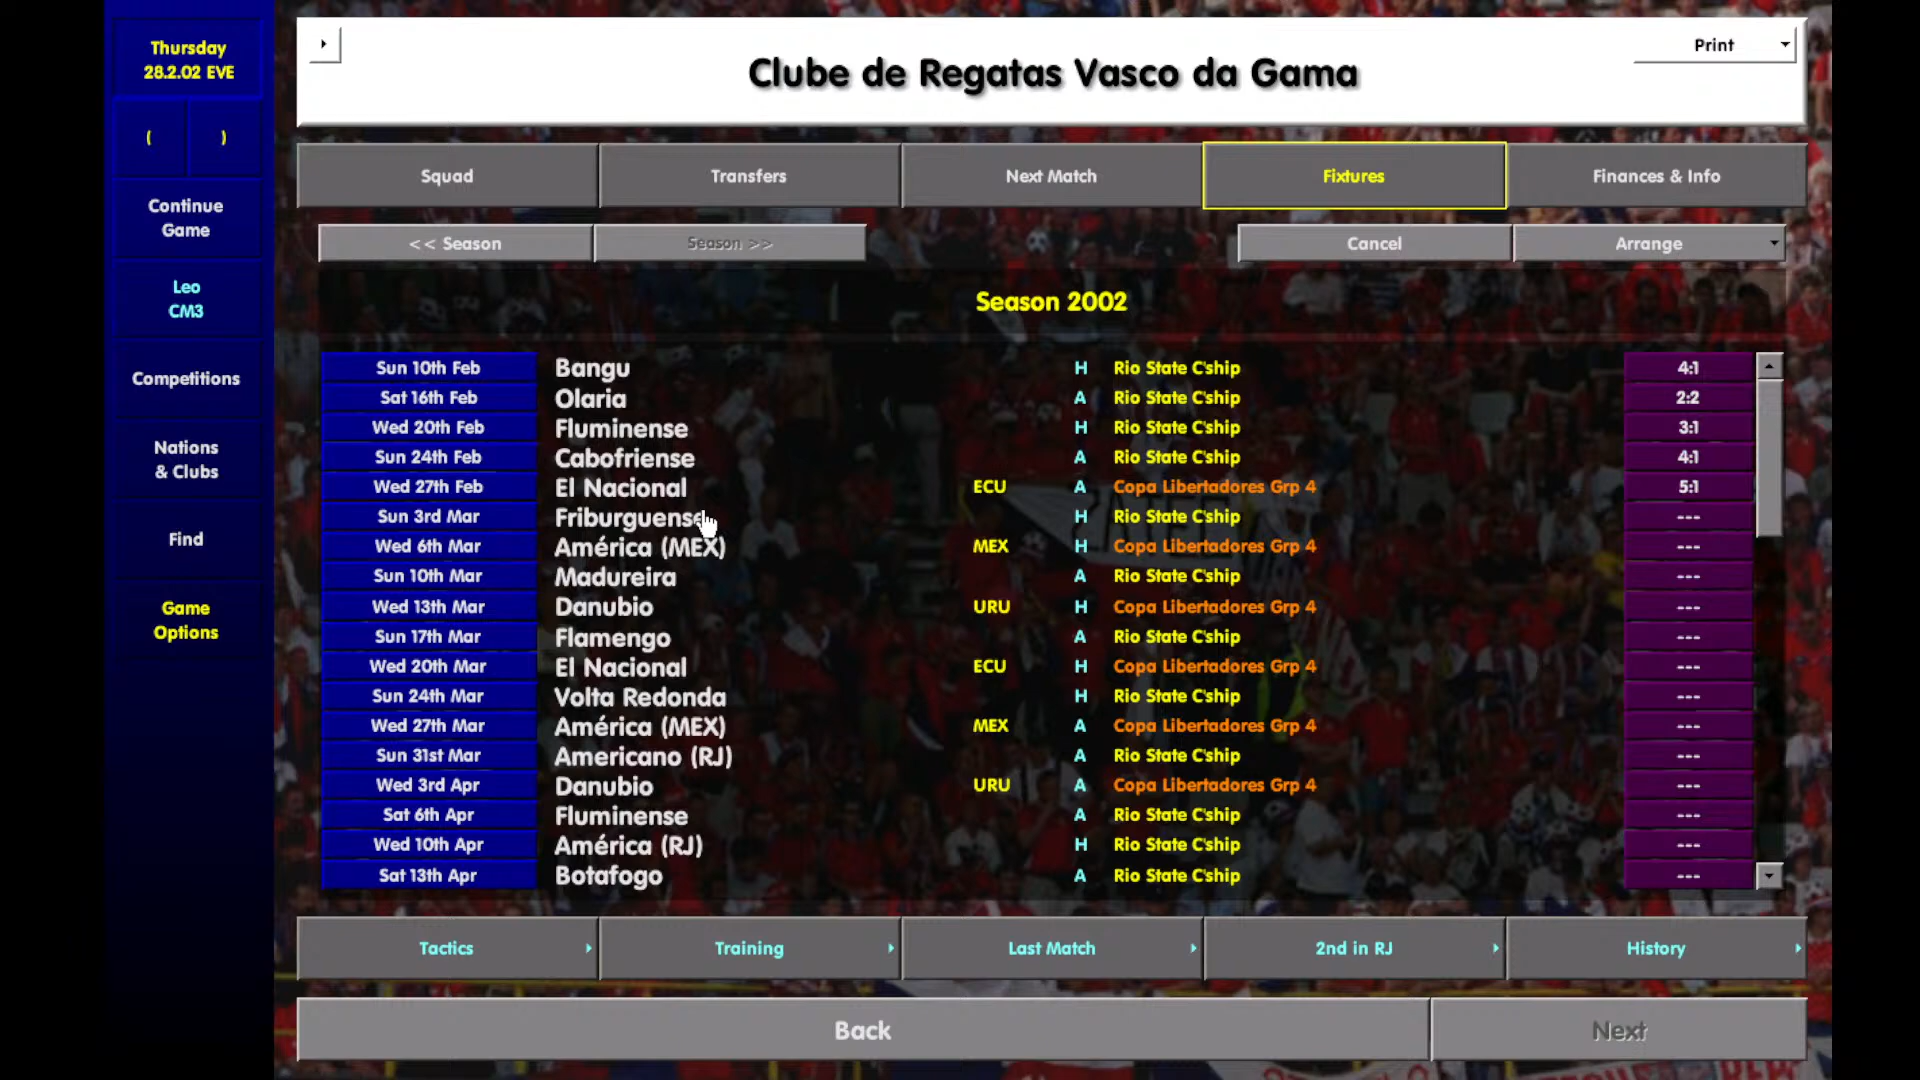 Thursday
28.2.02 EVE
Print
Clube de Regatas Vasco da Gama
( )
Squad Transfers Next Match Fixtures Finances & Info
Continue
Game
<< Season Season >> Cancel Arrange
Leo
CM3
Season 2002
Competitions
Nations
& Clubs
Find
Game
Options
Sun 10th Feb Bangu H Rio State C'ship 4:1
Sat 16th Feb Olaria A Rio State C'ship 2:2
Wed 20th Feb Fluminense H Rio State C'ship 3:1
Sun 24th Feb Cabofriense A Rio State C'ship 4:1
Wed 27th Feb El Nacional ECU A Copa Libertadores Grp 4 5:1
Sun 3rd Mar Friburguense H Rio State C'ship ---
Wed 6th Mar América (MEX) MEX H Copa Libertadores Grp 4 ---
Sun 10th Mar Madureira A Rio State C'ship ---
Wed 13th Mar Danubio URU H Copa Libertadores Grp 4 ---
Sun 17th Mar Flamengo A Rio State C'ship ---
Wed 20th Mar El Nacional ECU H Copa Libertadores Grp 4 ---
Sun 24th Mar Volta Redonda H Rio State C'ship ---
Wed 27th Mar América (MEX) MEX A Copa Libertadores Grp 4 ---
Sun 31st Mar Americano (RJ) A Rio State C'ship ---
Wed 3rd Apr Danubio URU A Copa Libertadores Grp 4 ---
Sat 6th Apr Fluminense A Rio State C'ship ---
Wed 10th Apr América (RJ) H Rio State C'ship ---
Sat 13th Apr Botafogo A Rio State C'ship ---
Tactics Training Last Match 2nd in RJ History
Back Next